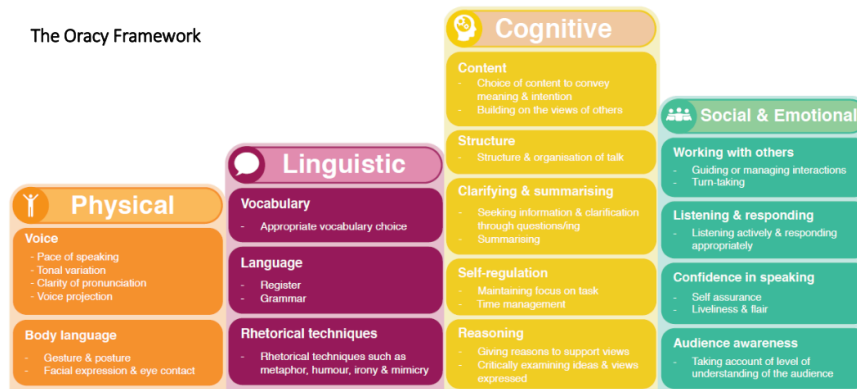 The Oracy Framework
Physical
Voice
- Pace of speaking
- Tonal variation
- Clarity of pronunciation
- Voice projection
Body language
- Gesture & posture
- Facial expression & eye contact
Linguistic
Vocabulary
- Appropriate vocabulary choice
Language
- Register
- Grammar
Rhetorical techniques
- Rhetorical techniques such as
metaphor, humour, irony & mimicry
Cognitive
Content
- Choice of content to convey
meaning & intention
- Building on the views of others
Structure
- Structure & organisation of talk
Clarifying & summarising
- Seeking information & clarification
through questions/ing
- Summarising
Self-regulation
- Maintaining focus on task
- Time management
Reasoning
- Giving reasons to support views
- Critically examining ideas & views
expressed
Social & Emotional
Working with others
- Guiding or managing interactions
- Turn-taking
Listening & responding
- Listening actively & responding
appropriately
Confidence in speaking
- Self assurance
- Liveliness & flair
Audience awareness
- Taking account of level of
understanding of the audience